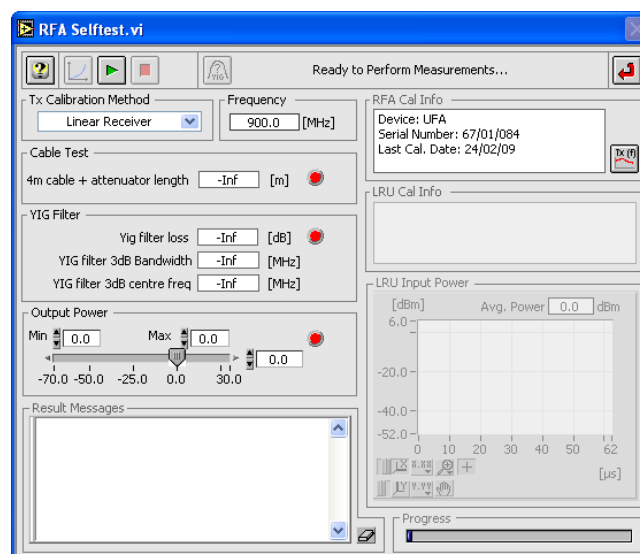 RFA Selftest.vi
YIG
Ready to Perform Measurements...
Tx Calibration Method
Linear Receiver
Frequency
900.0 [MHz]
RFA Cal Info
Device: UFA
Serial Number: 67/01/084
Last Cal. Date: 24/02/09
Tx (f)
Cable Test
4m cable + attenuator length -Inf [m]
LRU Cal Info
YIG Filter
Yig filter loss -Inf [dB]
YIG filter 3dB Bandwidth -Inf [MHz]
YIG filter 3dB centre freq -Inf [MHz]
LRU Input Power
[dBm] Avg. Power 0.0 dBm
6.0
-20.0
-40.0
-52.0
0 10 20 30 40 50 62
[µs]
X X.XX
Y Y.YY
Output Power
Min 0.0 Max 0.0
0.0
-70.0 -50.0 -25.0 0.0 30.0
Result Messages
Progress